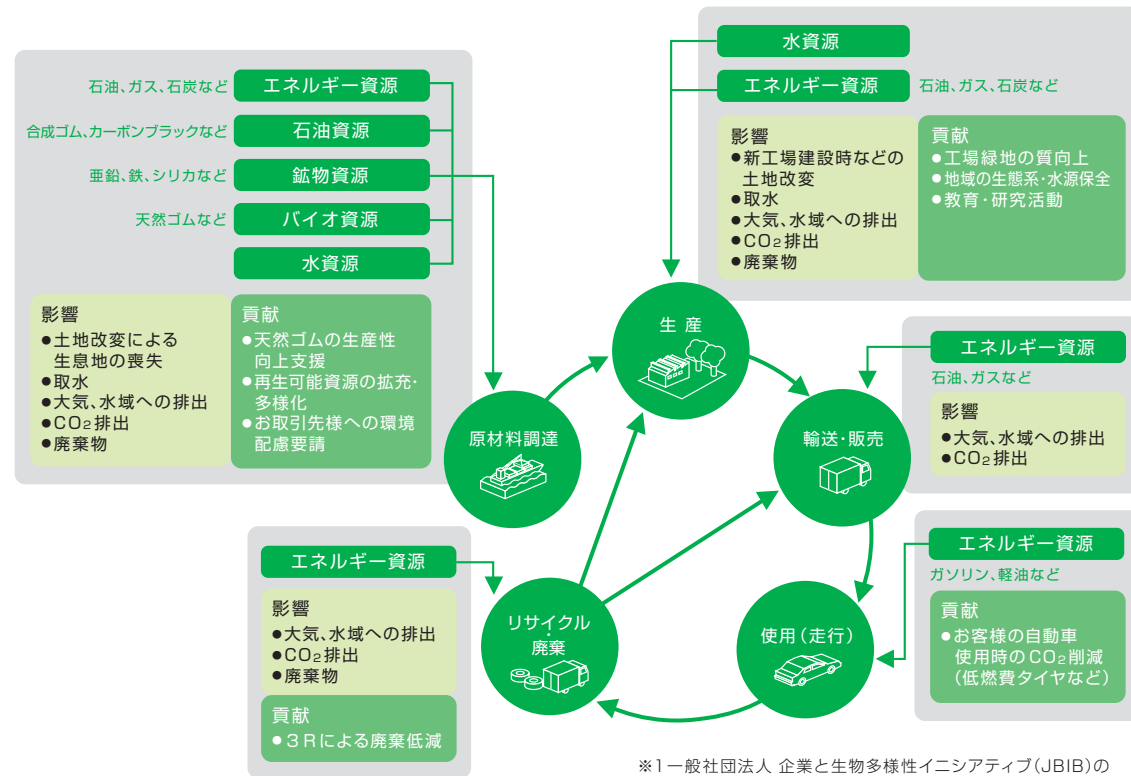 石油、ガス、石炭など
エネルギー資源
合成ゴム、カーボンブラックなど
石油資源
亜鉛、鉄、シリカなど
鉱物資源
天然ゴムなど
バイオ資源
水資源
影響
●土地改変による
生息地の喪失
●取水
●大気、水域への排出
●CO₂排出
●廃棄物
貢献
●天然ゴムの生産性
向上支援
●再生可能資源の拡充・
多様化
●お取引先様への環境
配慮要請
原材料調達
水資源
エネルギー資源
石油、ガス、石炭など
影響
●新工場建設時などの
土地改変
●取水
●大気、水域への排出
●CO₂排出
●廃棄物
貢献
●工場緑地の質向上
●地域の生態系・水源保全
●教育・研究活動
生産
エネルギー資源
石油、ガスなど
影響
●大気、水域への排出
●CO₂排出
輸送・販売
エネルギー資源
ガソリン、軽油など
貢献
●お客様の自動車
使用時のCO₂削減
(低燃費タイヤなど)
使用(走行)
エネルギー資源
影響
●大気、水域への排出
●CO₂排出
●廃棄物
貢献
●3Rによる廃棄低減
リサイクル
・
廃棄
※1一般社団法人 企業と生物多様性イニシアティブ(JBIB)の